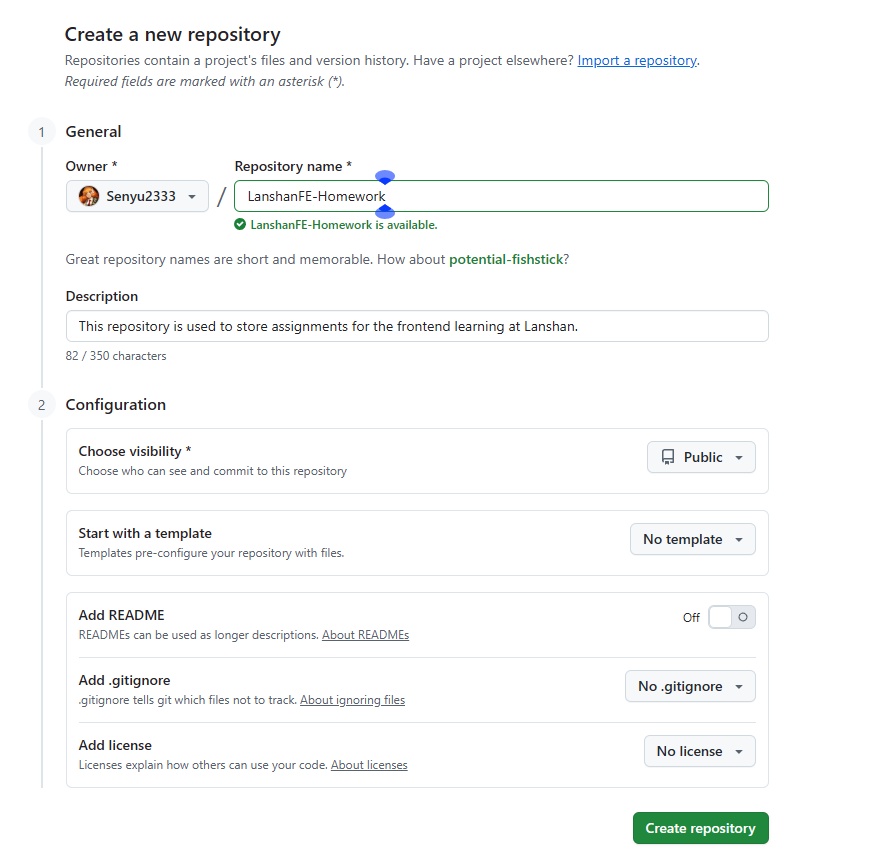 Create a new repository
Repositories contain a project's files and version history. Have a project elsewhere? Import a repository.
Required fields are marked with an asterisk (*).
1 General
Owner * Repository name *
Senyu2333 / LanshanFE-Homework
LanshanFE-Homework is available.
Great repository names are short and memorable. How about potential-fishstick?
Description
This repository is used to store assignments for the frontend learning at Lanshan.
82 / 350 characters
2 Configuration
Choose visibility *
Choose who can see and commit to this repository
Public
Start with a template
Templates pre-configure your repository with files.
No template
Add README
READMEs can be used as longer descriptions. About READMEs
Off
Add .gitignore
.gitignore tells git which files not to track. About ignoring files
No .gitignore
Add license
Licenses explain how others can use your code. About licenses
No license
Create repository